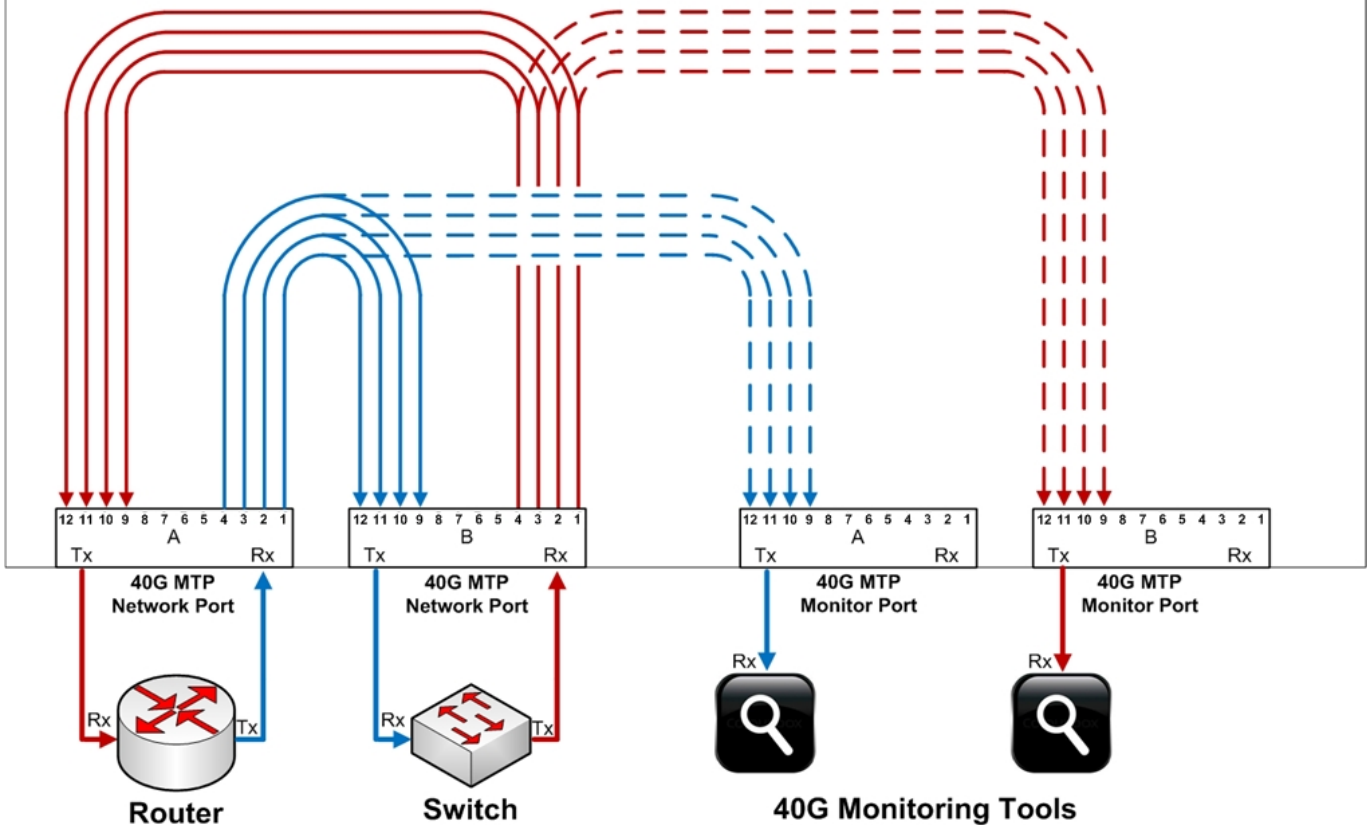 12 11 10 9 8 7 6 5 4 3 2 1
A
Tx Rx
40G MTP
Network Port
12 11 10 9 8 7 6 5 4 3 2 1
B
Tx Rx
40G MTP
Network Port
12 11 10 9 8 7 6 5 4 3 2 1
A
Tx Rx
40G MTP
Monitor Port
12 11 10 9 8 7 6 5 4 3 2 1
B
Tx Rx
40G MTP
Monitor Port
Rx Tx
Router
Rx Tx
Switch
Rx
Rx
40G Monitoring Tools